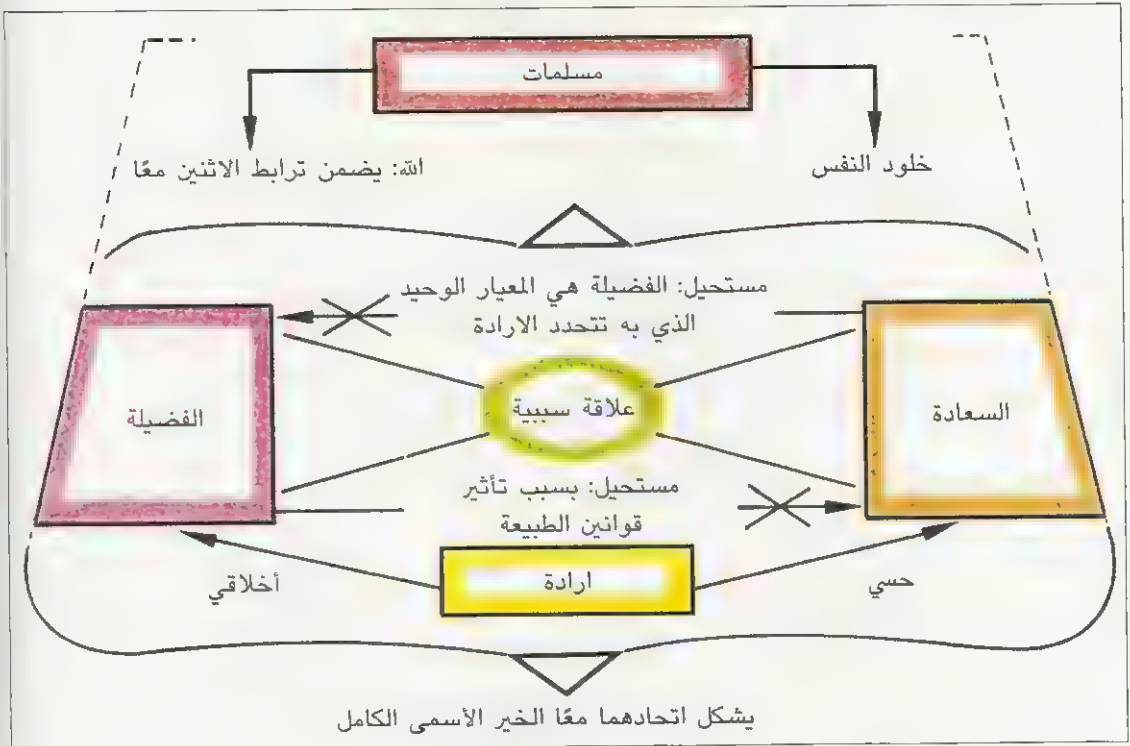 مسلمات
خلود النفس
الله: يضمن ترابط الاثنين معًا
مستحيل: الفضيلة هي المعيار الوحيد
الذي به تتحدد الارادة
السعادة
علاقة سببية
الفضيلة
مستحيل: بسبب تأثير
قوانين الطبيعة
ارادة
حسي
أخلاقي
يشكل اتحادهما معًا الخير الأسمى الكامل